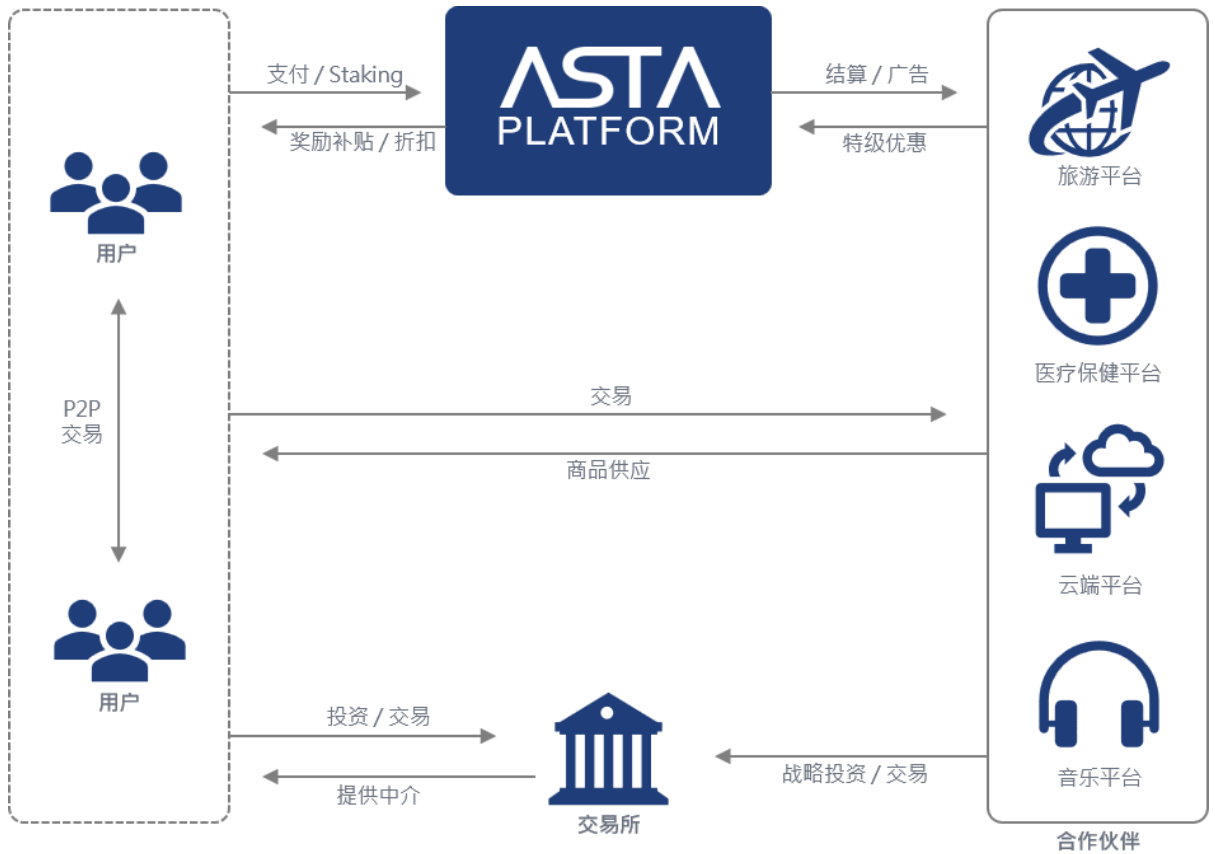 支付 / Staking
奖励补贴 / 折扣
ASTA
PLATFORM
结算 / 广告
特级优惠
旅游平台
用户
医疗保健平台
P2P
交易
交易
商品供应
云端平台
用户
投资 / 交易
提供中介
交易所
战略投资 / 交易
音乐平台
合作伙伴